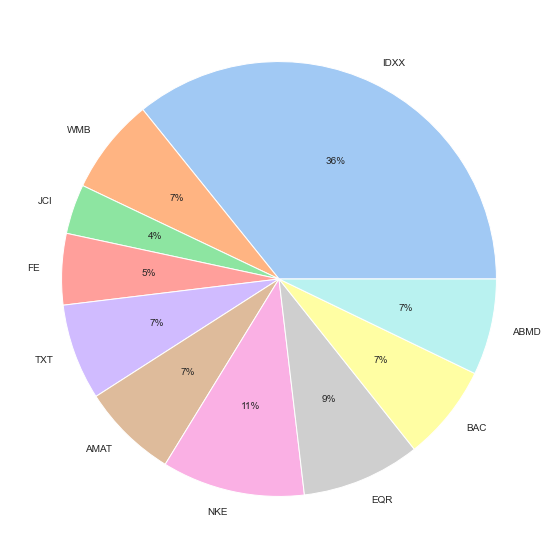 IDXX
36%
WMB
7%
JCI
4%
FE
5%
TXT
7%
AMAT
7%
NKE
11%
EQR
9%
BAC
7%
ABMD
7%